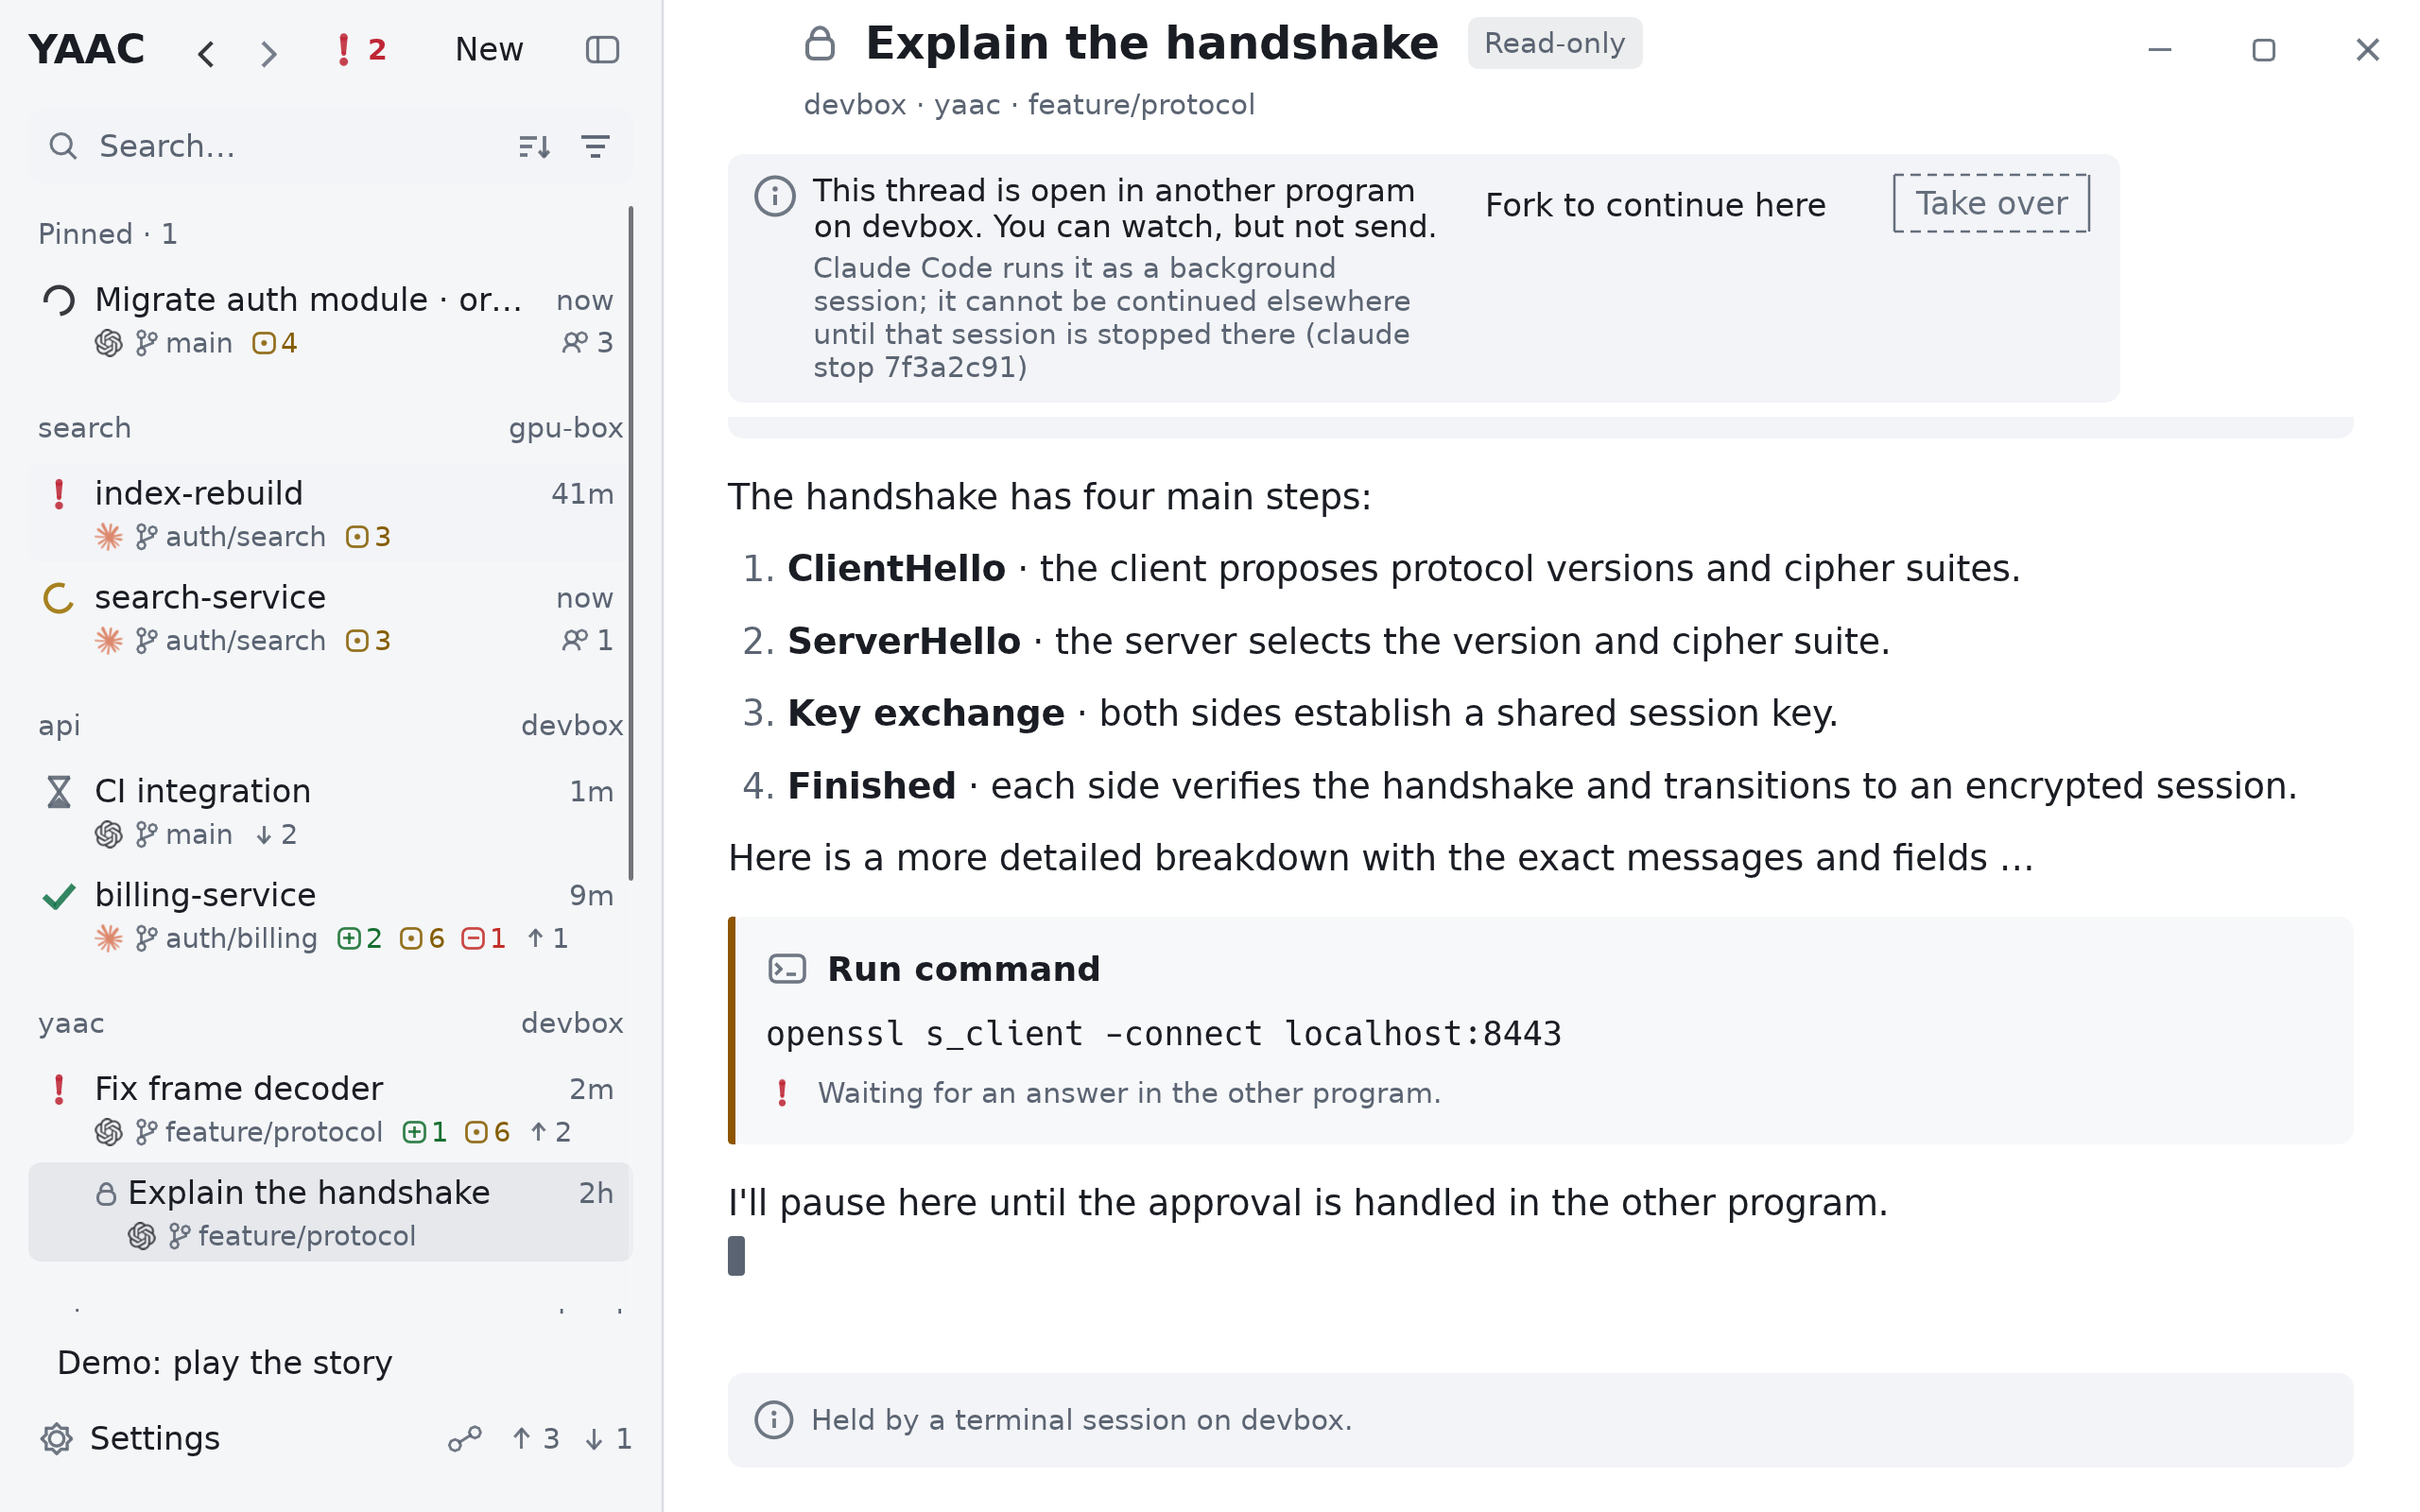 YAAC
2
New
Search…
Pinned · 1
Migrate auth module · or… now
main 4 3
search gpu-box
index-rebuild 41m
auth/search 3
search-service now
auth/search 3 1
api devbox
CI integration 1m
main ↓ 2
billing-service 9m
auth/billing 2 6 1 ↑ 1
yaac devbox
Fix frame decoder 2m
feature/protocol 1 6 ↑ 2
Explain the handshake 2h
feature/protocol
Demo: play the story
Settings ↑ 3 ↓ 1
Explain the handshake Read-only
devbox · yaac · feature/protocol
This thread is open in another program
on devbox. You can watch, but not send.
Claude Code runs it as a background
session; it cannot be continued elsewhere
until that session is stopped there (claude
stop 7f3a2c91)
Fork to continue here
Take over
The handshake has four main steps:
1. ClientHello · the client proposes protocol versions and cipher suites.
2. ServerHello · the server selects the version and cipher suite.
3. Key exchange · both sides establish a shared session key.
4. Finished · each side verifies the handshake and transitions to an encrypted session.
Here is a more detailed breakdown with the exact messages and fields …
Run command
openssl s_client -connect localhost:8443
Waiting for an answer in the other program.
I'll pause here until the approval is handled in the other program.
Held by a terminal session on devbox.